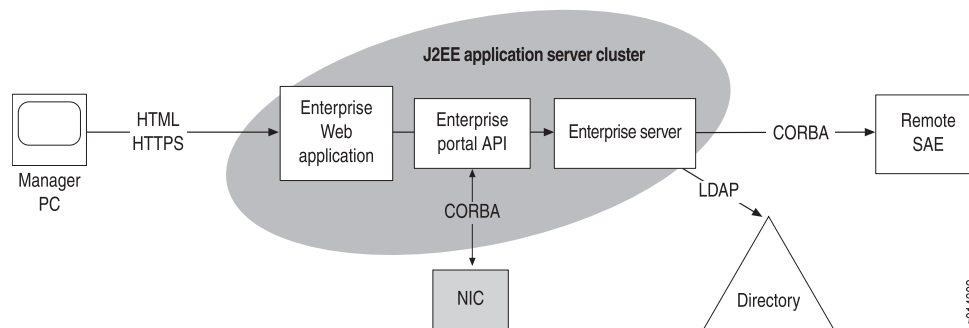 J2EE application server cluster
HTML
HTTPS
Manager
PC
Enterprise
Web
application
Enterprise
portal API
Enterprise server
CORBA
Remote
SAE
LDAP
CORBA
NIC
Directory